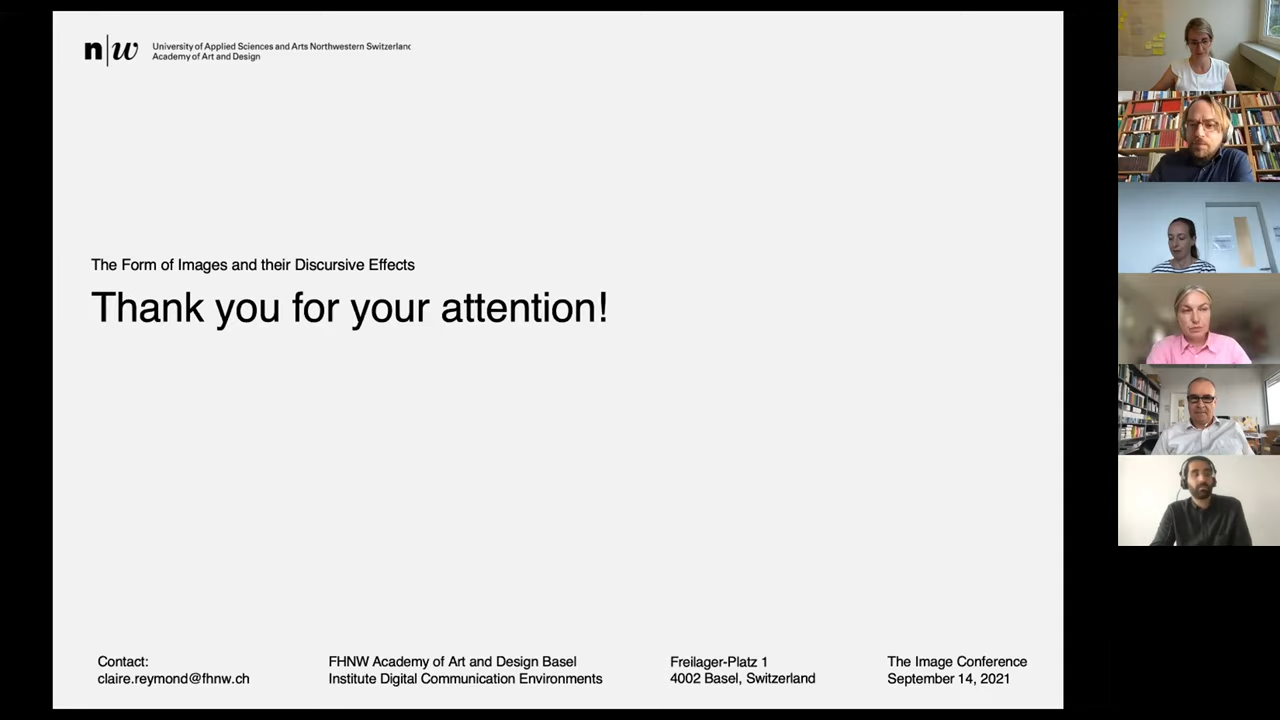 n|w
University of Applied Sciences and Arts Northwestern Switzerland
Academy of Art and Design
The Form of Images and their Discursive Effects
Thank you for your attention!
Contact:
claire.reymond@fhnw.ch
FHNW Academy of Art and Design Basel
Institute Digital Communication Environments
Freilager-Platz 1
4002 Basel, Switzerland
The Image Conference
September 14, 2021